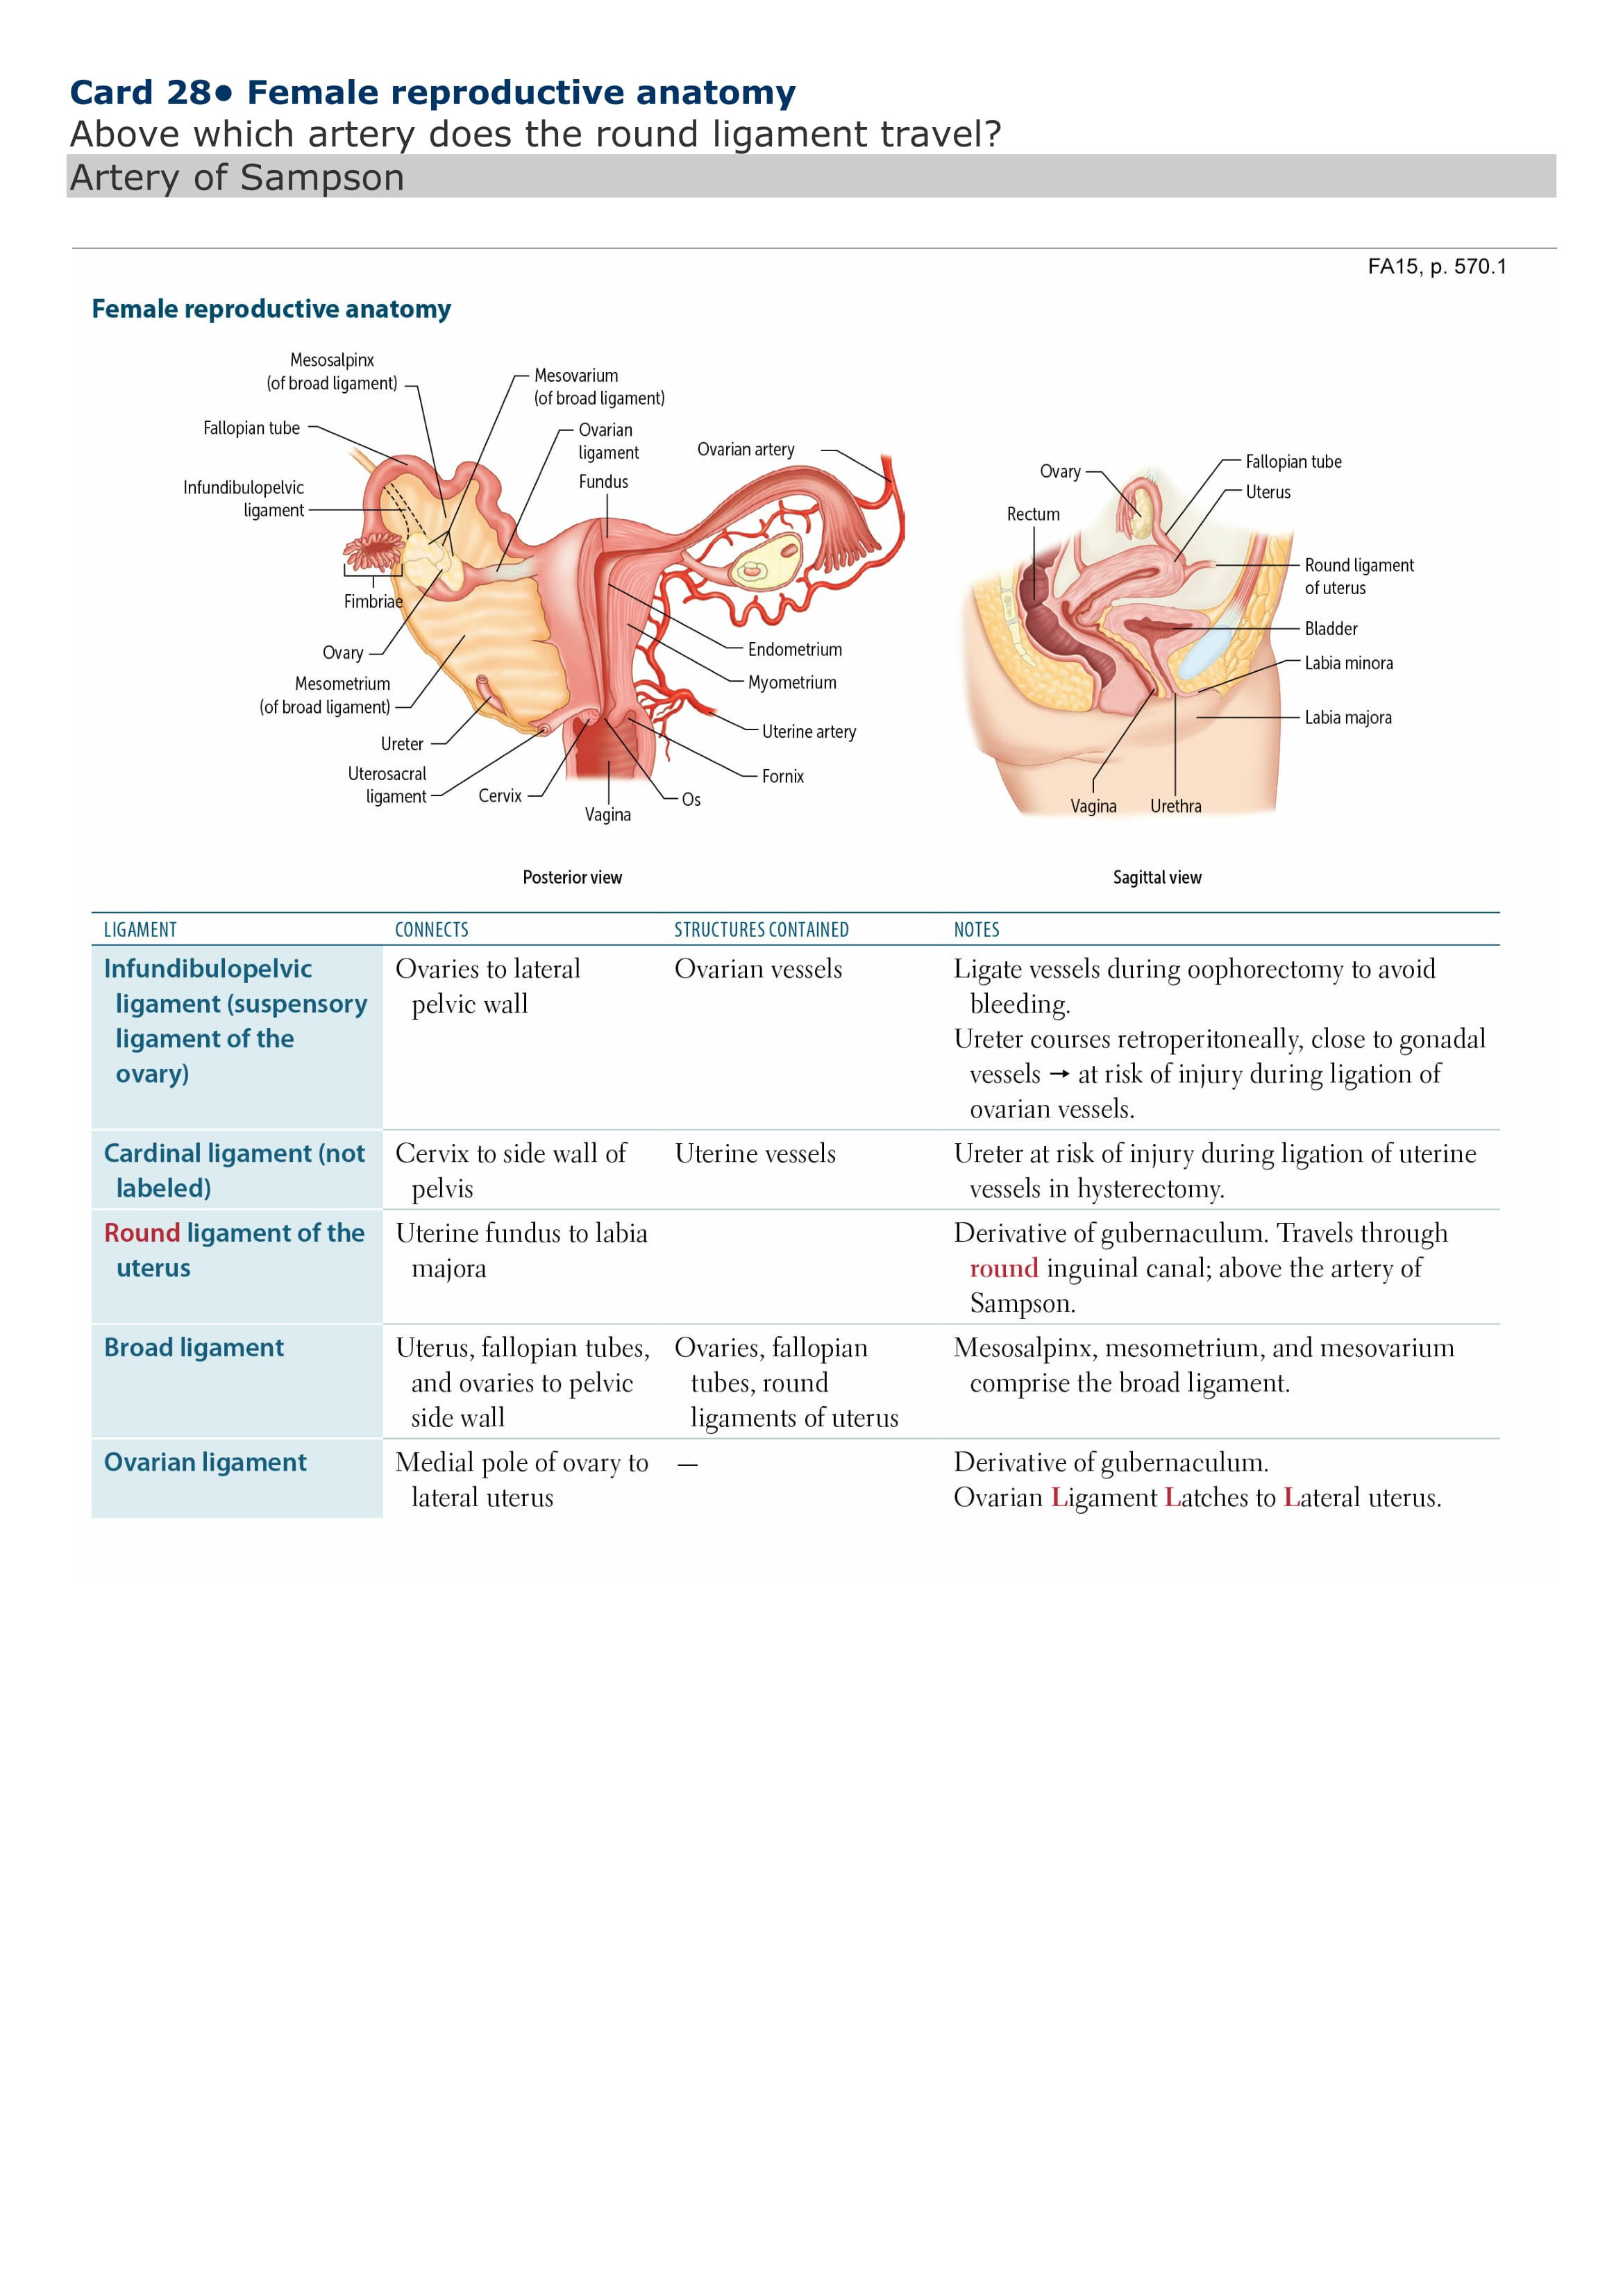 Card 28• Female reproductive anatomy
Above which artery does the round ligament travel?
Artery of Sampson
FA15, p. 570.1
Female reproductive anatomy
Mesosalpinx
(of broad ligament)
Mesovarium
(of broad ligament)
Fallopian tube
Ovarian
ligament
Ovarian artery
Fundus
Infundibulopelvic
ligament
Fimbriae
Ovary
Mesometrium
(of broad ligament)
Ureter
Uterosacral
ligament
Cervix
Vagina
Os
Fornix
Uterine artery
Myometrium
Endometrium
Posterior view
Ovary
Rectum
Fallopian tube
Uterus
Round ligament
of uterus
Bladder
Labia minora
Labia majora
Vagina
Urethra
Sagittal view
LIGAMENT CONNECTS STRUCTURES CONTAINED NOTES
Infundibulopelvic Ovaries to lateral Ovarian vessels Ligate vessels during oophorectomy to avoid
ligament (suspensory pelvic wall bleeding.
ligament of the Ureter courses retroperitoneally, close to gonadal
ovary) vessels → at risk of injury during ligation of
ovarian vessels.
Cardinal ligament (not Cervix to side wall of Uterine vessels Ureter at risk of injury during ligation of uterine
labeled) pelvis vessels in hysterectomy.
Round ligament of the Uterine fundus to labia Derivative of gubernaculum. Travels through
uterus majora round inguinal canal; above the artery of
Sampson.
Broad ligament Uterus, fallopian tubes, Ovaries, fallopian Mesosalpinx, mesometrium, and mesovarium
and ovaries to pelvic tubes, round comprise the broad ligament.
side wall ligaments of uterus
Ovarian ligament Medial pole of ovary to — Derivative of gubernaculum.
lateral uterus Ovarian Ligament Latches to Lateral uterus.